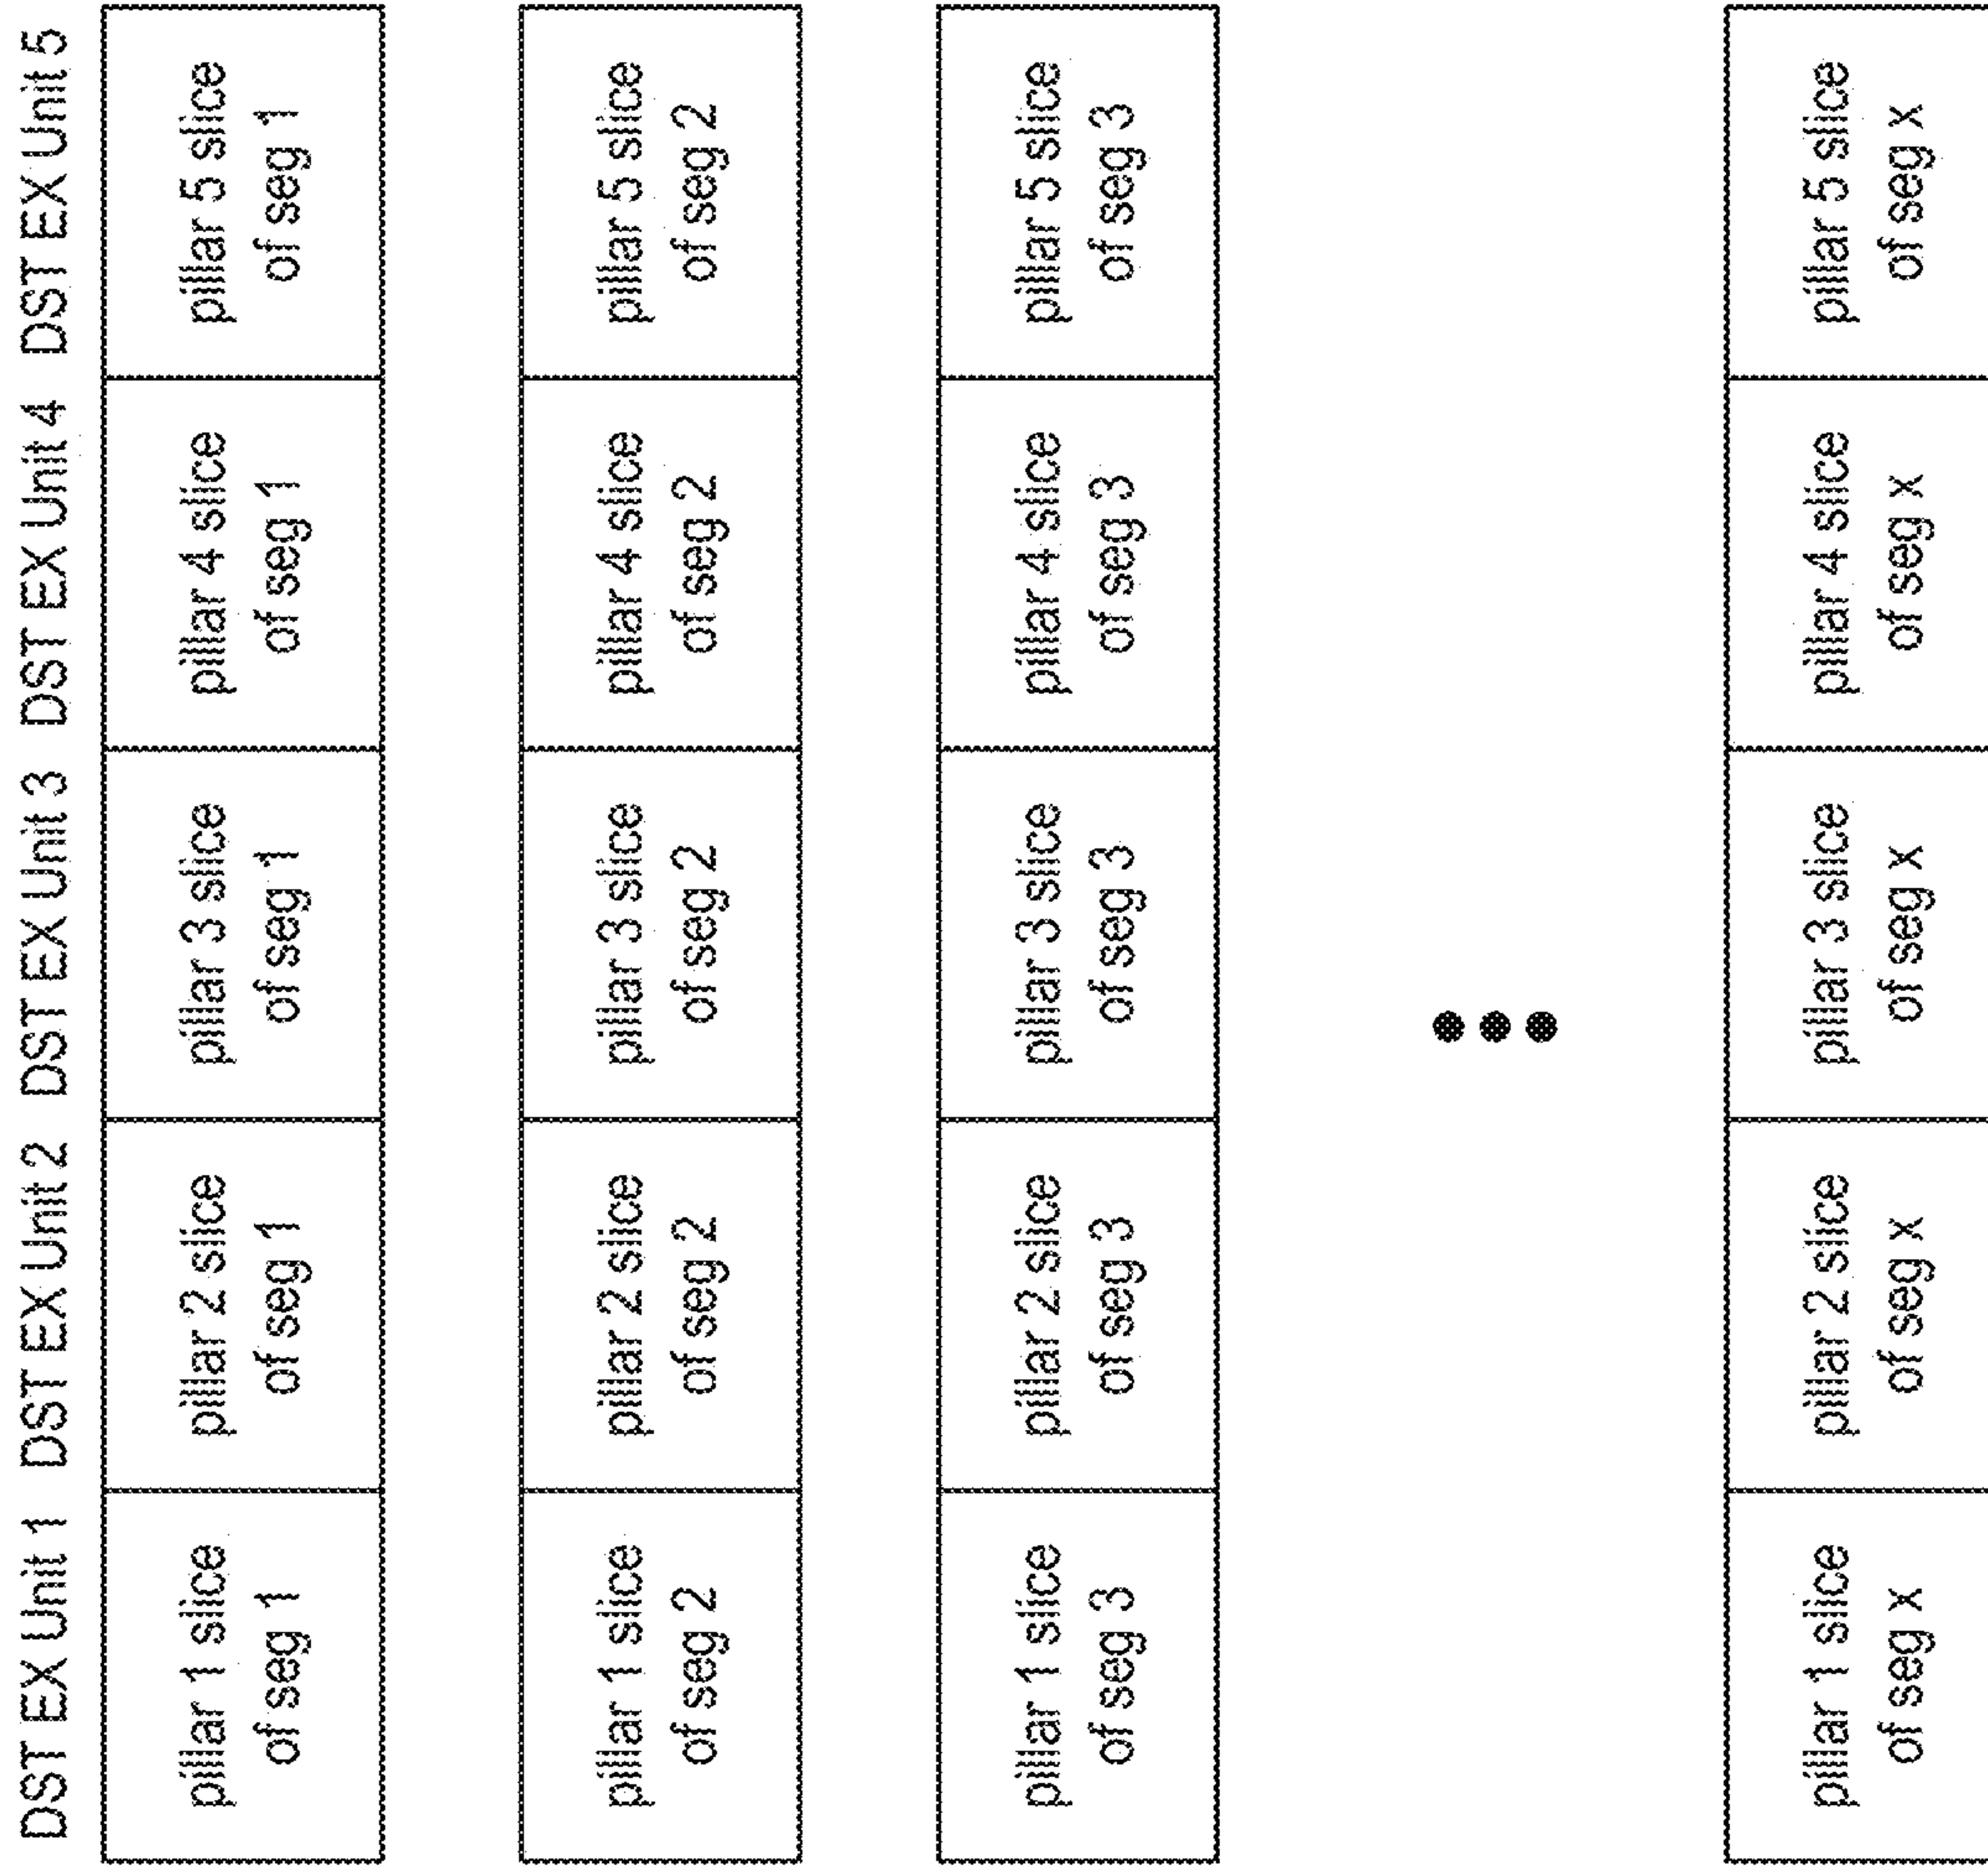 DST EX Unit 1 DST EX Unit 2 DST EX Unit 3 DST EX Unit 4 DST EX Unit 5
pillar 1 slice
of seg 1
pillar 2 slice
of seg 1
pillar 3 slice
of seg 1
pillar 4 slice
of seg 1
pillar 5 slice
of seg 1
pillar 1 slice
of seg 2
pillar 2 slice
of seg 2
pillar 3 slice
of seg 2
pillar 4 slice
of seg 2
pillar 5 slice
of seg 2
pillar 1 slice
of seg 3
pillar 2 slice
of seg 3
pillar 3 slice
of seg 3
pillar 4 slice
of seg 3
pillar 5 slice
of seg 3
pillar 1 slice
of seg x
pillar 2 slice
of seg x
pillar 3 slice
of seg x
pillar 4 slice
of seg x
pillar 5 slice
of seg x